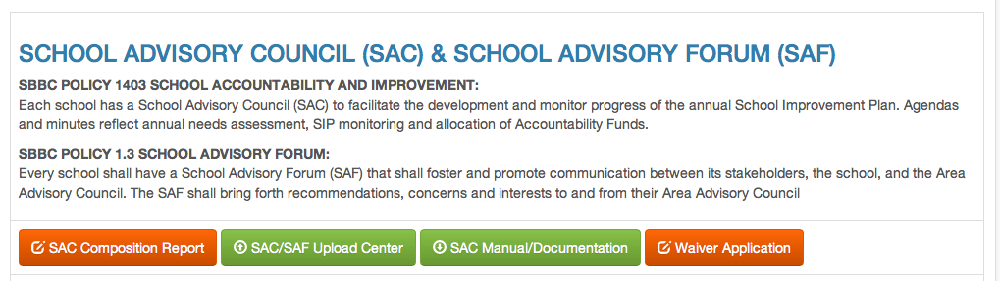 SCHOOL ADVISORY COUNCIL (SAC) & SCHOOL ADVISORY FORUM (SAF)
SBBC POLICY 1403 SCHOOL ACCOUNTABILITY AND IMPROVEMENT:
Each school has a School Advisory Council (SAC) to facilitate the development and monitor progress of the annual School Improvement Plan. Agendas
and minutes reflect annual needs assessment, SIP monitoring and allocation of Accountability Funds.
SBBC POLICY 1.3 SCHOOL ADVISORY FORUM:
Every school shall have a School Advisory Forum (SAF) that shall foster and promote communication between its stakeholders, the school, and the Area
Advisory Council. The SAF shall bring forth recommendations, concerns and interests to and from their Area Advisory Council
SAC Composition Report SAC/SAF Upload Center SAC Manual/Documentation Waiver Application